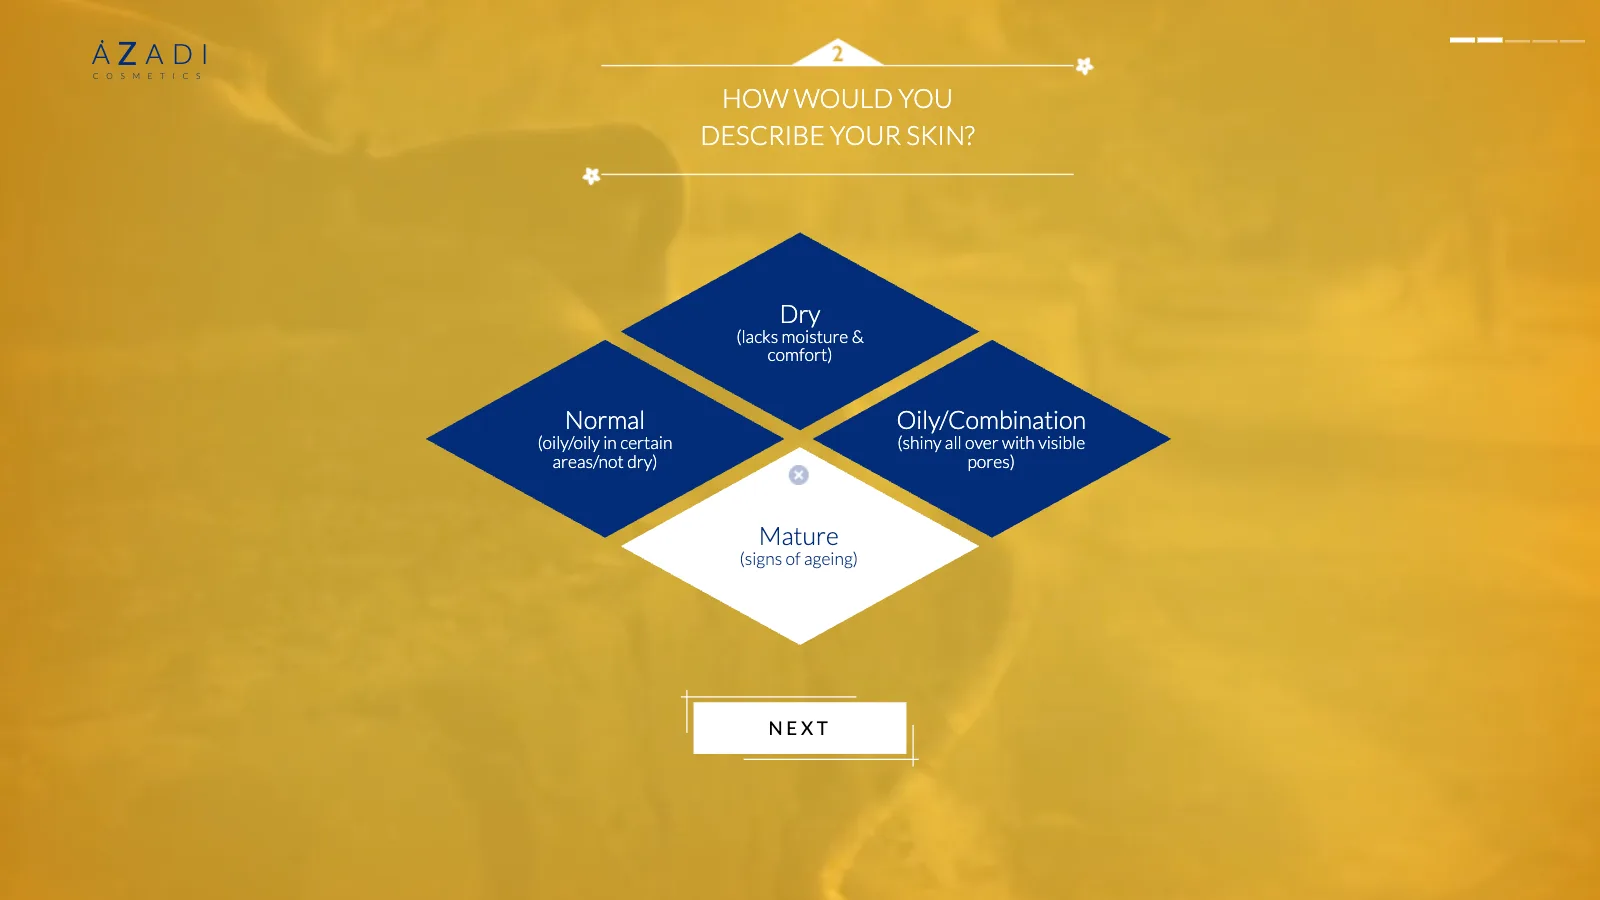 ȦZADI
COSMETICS
2
HOW WOULD YOU
DESCRIBE YOUR SKIN?
Dry
(lacks moisture &
comfort)
Normal
(oily/oily in certain
areas/not dry)
Oily/Combination
(shiny all over with visible
pores)
Mature
(signs of ageing)
NEXT